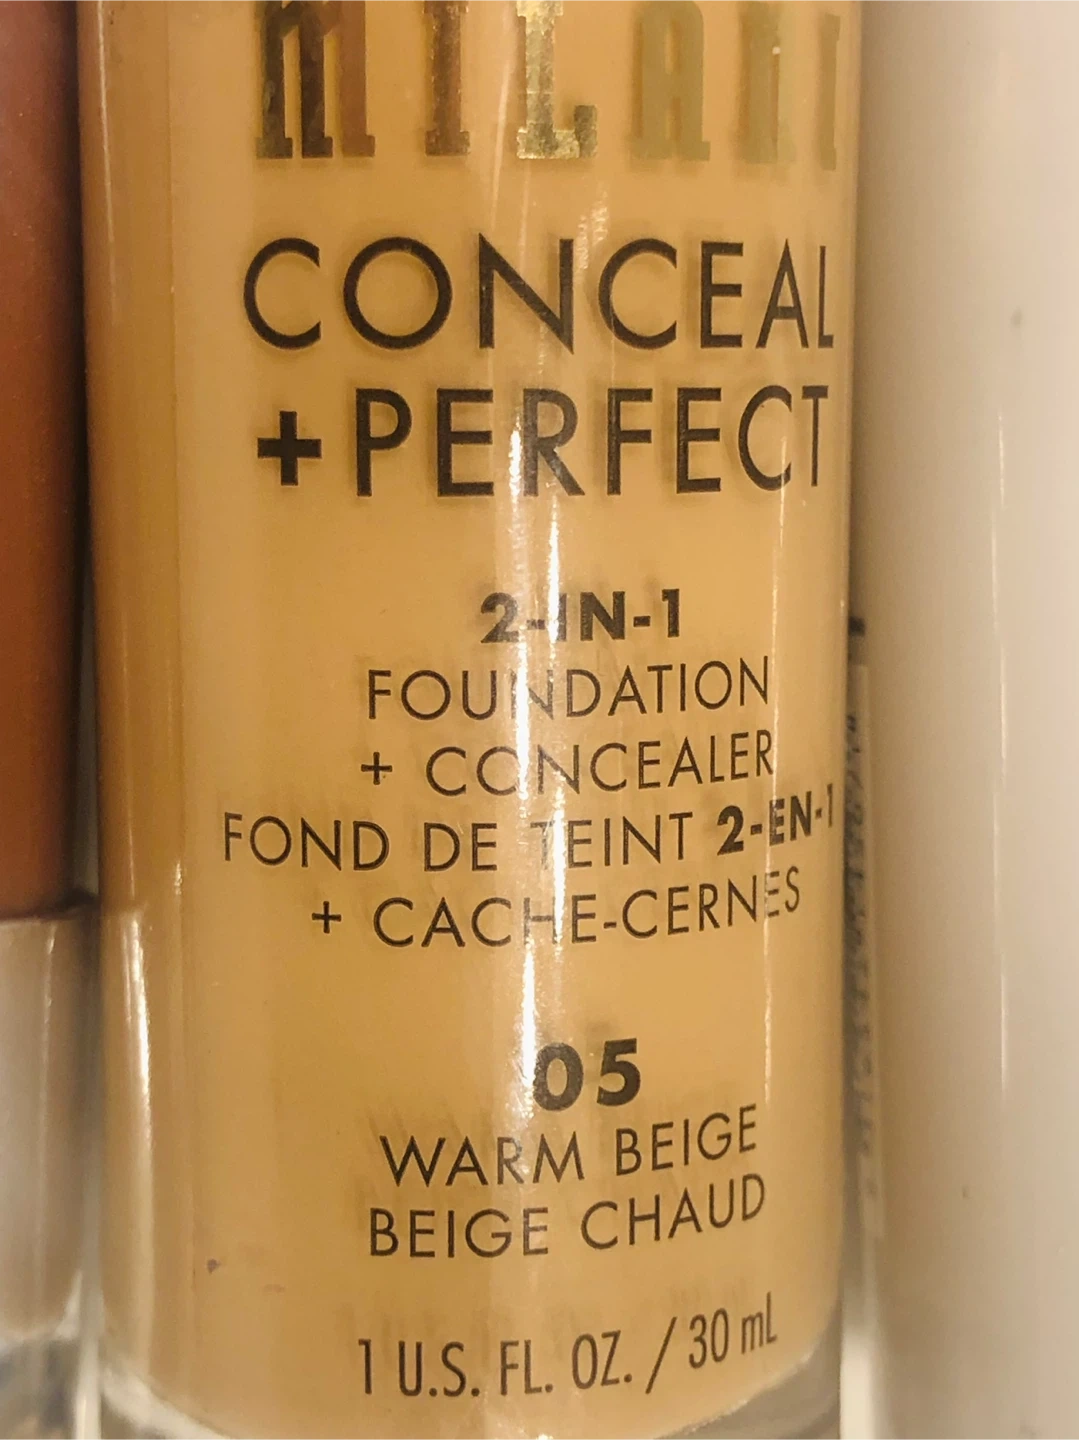 MILANI
CONCEAL
+PERFECT
2-IN-1
FOUNDATION
+ CONCEALER
FOND DE TEINT 2-EN-1
+ CACHE-CERNES
05
WARM BEIGE
BEIGE CHAUD
1 U.S. FL. OZ. / 30 mL